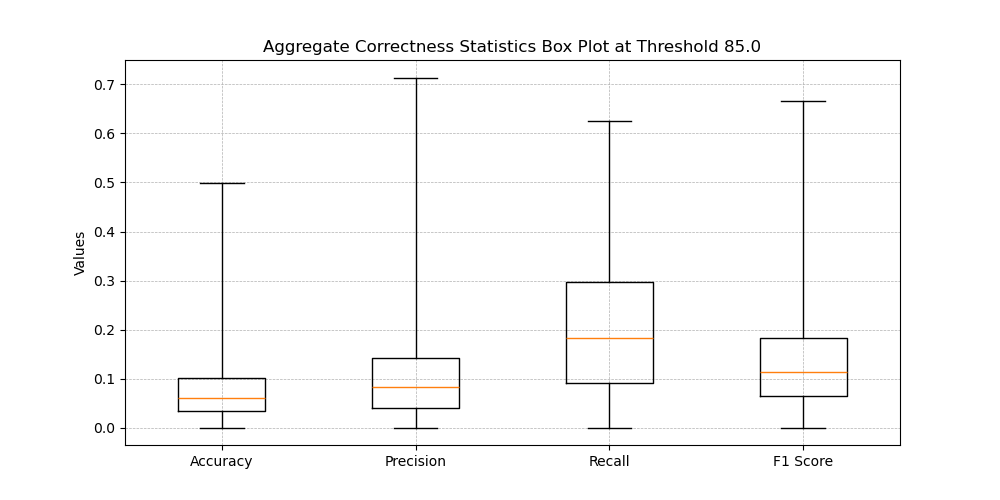 Aggregate Correctness Statistics Box Plot at Threshold 85.0
Values
0.7
0.6
0.5
0.4
0.3
0.2
0.1
0.0
Accuracy
Precision
Recall
F1 Score